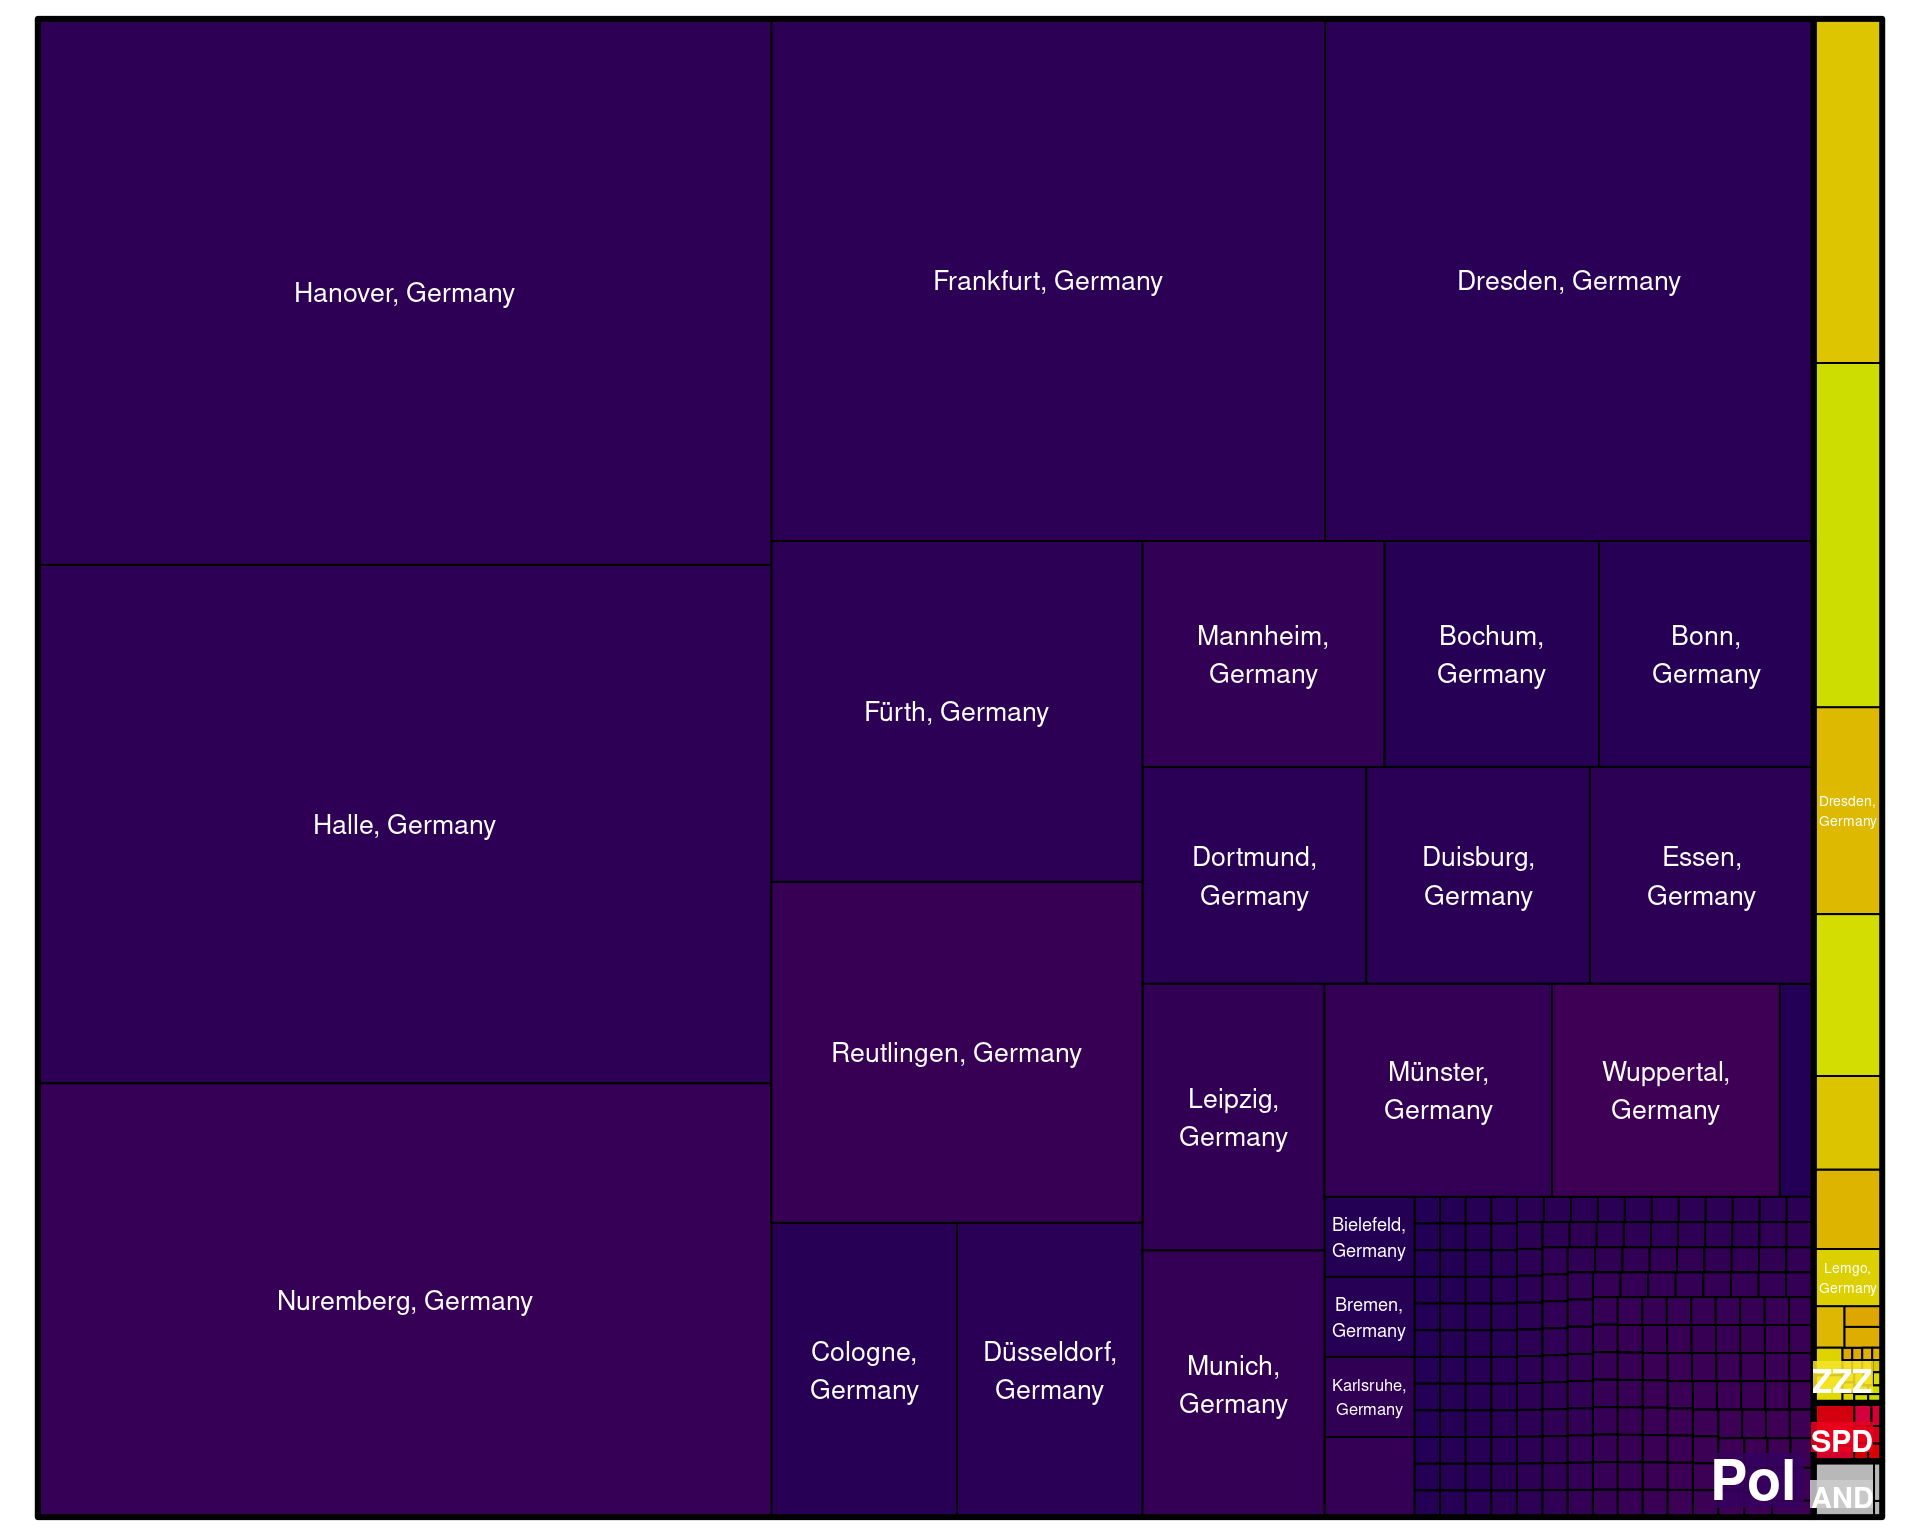 Hanover, Germany
Frankfurt, Germany
Dresden, Germany
Halle, Germany
Nuremberg, Germany
Fürth, Germany
Reutlingen, Germany
Cologne,
Germany
Düsseldorf,
Germany
Mannheim,
Germany
Bochum,
Germany
Bonn,
Germany
Dortmund,
Germany
Duisburg,
Germany
Essen,
Germany
Leipzig,
Germany
Munich,
Germany
Münster,
Germany
Wuppertal,
Germany
Bielefeld,
Germany
Bremen,
Germany
Karlsruhe,
Germany
Pol
Dresden,
Germany
Lemgo,
Germany
ZZZ
SPD
AND